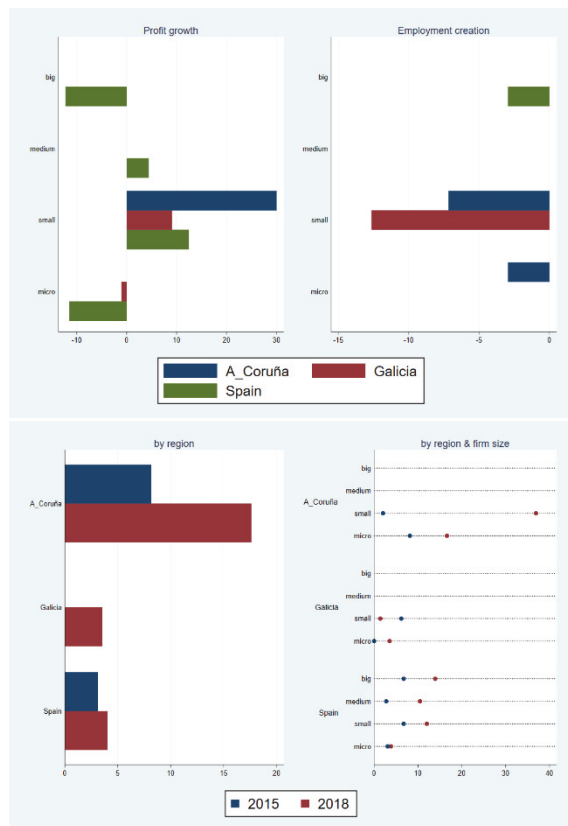 Profit growth
Employment creation
big
medium
small
micro
-10 0 10 20 30
big
medium
small
micro
-15 -10 -5 0
A_Coruña Galicia
Spain
by region
by region & firm size
A_Coruña
Galicia
Spain
0 5 10 15 20
A_Coruña
big
medium
small
micro
Galicia
big
medium
small
micro
Spain
big
medium
small
micro
0 10 20 30 40
2015 2018